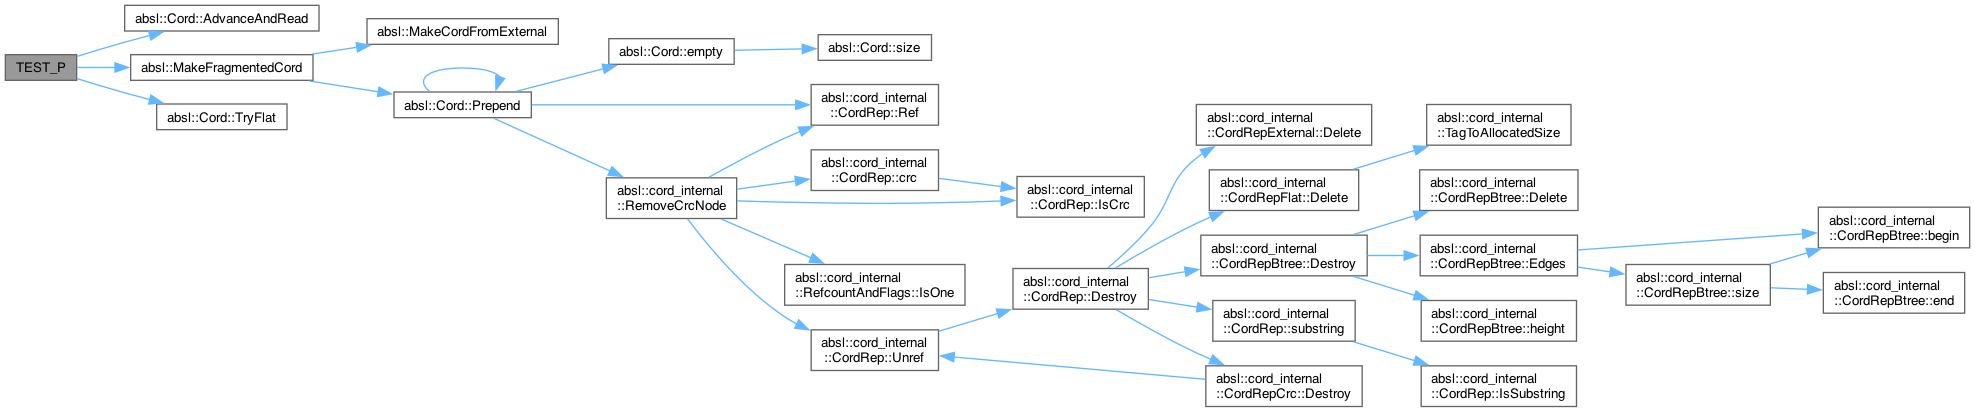 TEST_P
absl::Cord::AdvanceAndRead
absl::MakeFragmentedCord
absl::Cord::TryFlat
absl::MakeCordFromExternal
absl::Cord::Prepend
absl::Cord::empty
absl::Cord::size
absl::cord_internal
::CordRep::Ref
absl::cord_internal
::RemoveCrcNode
absl::cord_internal
::CordRep::crc
absl::cord_internal
::CordRep::IsCrc
absl::cord_internal
::RefcountAndFlags::IsOne
absl::cord_internal
::CordRep::Unref
absl::cord_internal
::CordRep::Destroy
absl::cord_internal
::CordRepExternal::Delete
absl::cord_internal
::CordRepFlat::Delete
absl::cord_internal
::CordRepBtree::Destroy
absl::cord_internal
::CordRep::substring
absl::cord_internal
::CordRepCrc::Destroy
absl::cord_internal
::TagToAllocatedSize
absl::cord_internal
::CordRepBtree::Delete
absl::cord_internal
::CordRepBtree::Edges
absl::cord_internal
::CordRepBtree::height
absl::cord_internal
::CordRep::IsSubstring
absl::cord_internal
::CordRepBtree::size
absl::cord_internal
::CordRepBtree::begin
absl::cord_internal
::CordRepBtree::end